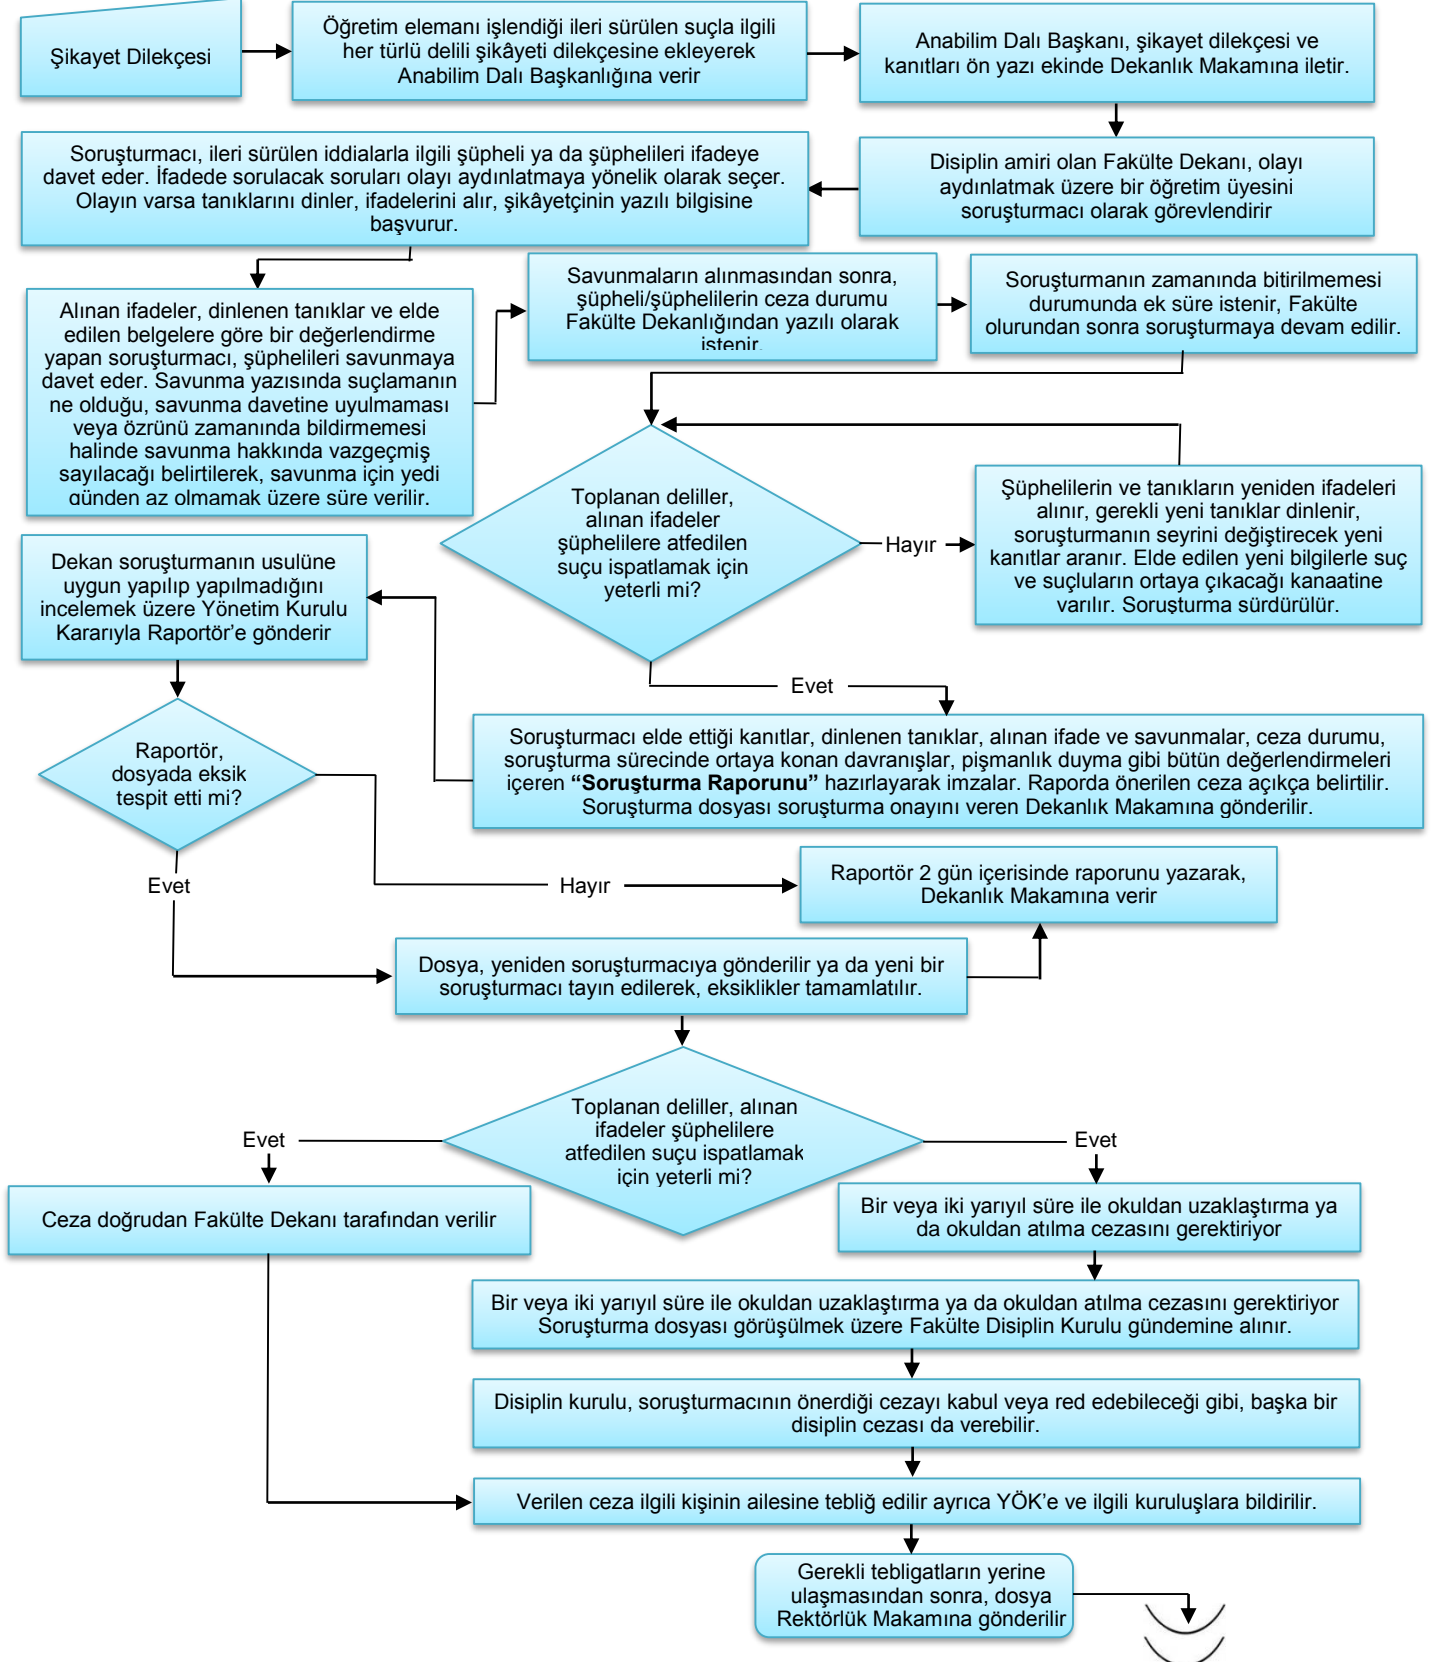 Şikayet Dilekçesi
Öğretim elemanı işlendiği ileri sürülen suçla ilgili
her türlü delili şikâyeti dilekçesine ekleyerek
Anabilim Dalı Başkanlığına verir
Anabilim Dalı Başkanı, şikayet dilekçesi ve
kanıtları ön yazı ekinde Dekanlık Makamına iletir.
Disiplin amiri olan Fakülte Dekanı, olayı
aydınlatmak üzere bir öğretim üyesini
soruşturmacı olarak görevlendirir
Soruşturmacı, ileri sürülen iddialarla ilgili şüpheli ya da şüphelileri ifadeye
davet eder. İfadede sorulacak soruları olayı aydınlatmaya yönelik olarak seçer.
Olayın varsa tanıklarını dinler, ifadelerini alır, şikâyetçinin yazılı bilgisine
başvurur.
Alınan ifadeler, dinlenen tanıklar ve elde
edilen belgelere göre bir değerlendirme
yapan soruşturmacı, şüphelileri savunmaya
davet eder. Savunma yazısında suçlamanın
ne olduğu, savunma davetine uyulmaması
veya özrünü zamanında bildirmemesi
halinde savunma hakkında vazgeçmiş
sayılacağı belirtilerek, savunma için yedi
günden az olmamak üzere süre verilir.
Savunmaların alınmasından sonra,
şüpheli/şüphelilerin ceza durumu
Fakülte Dekanlığından yazılı olarak
istenir.
Soruşturmanın zamanında bitirilmemesi
durumunda ek süre istenir, Fakülte
olurundan sonra soruşturmaya devam edilir.
Toplanan deliller,
alınan ifadeler
şüphelilere atfedilen
suçu ispatlamak için
yeterli mi?
Hayır
Şüphelilerin ve tanıkların yeniden ifadeleri
alınır, gerekli yeni tanıklar dinlenir,
soruşturmanın seyrini değiştirecek yeni
kanıtlar aranır. Elde edilen yeni bilgilerle suç
ve suçluların ortaya çıkacağı kanaatine
varılır. Soruşturma sürdürülür.
Evet
Soruşturmacı elde ettiği kanıtlar, dinlenen tanıklar, alınan ifade ve savunmalar, ceza durumu,
soruşturma sürecinde ortaya konan davranışlar, pişmanlık duyma gibi bütün değerlendirmeleri
içeren “Soruşturma Raporunu” hazırlayarak imzalar. Raporda önerilen ceza açıkça belirtilir.
Soruşturma dosyası soruşturma onayını veren Dekanlık Makamına gönderilir.
Dekan soruşturmanın usulüne
uygun yapılıp yapılmadığını
incelemek üzere Yönetim Kurulu
Kararıyla Raportör’e gönderir
Raportör,
dosyada eksik
tespit etti mi?
Evet
Hayır
Raportör 2 gün içerisinde raporunu yazarak,
Dekanlık Makamına verir
Dosya, yeniden soruşturmacıya gönderilir ya da yeni bir
soruşturmacı tayin edilerek, eksiklikler tamamlatılır.
Toplanan deliller, alınan
ifadeler şüphelilere
atfedilen suçu ispatlamak
için yeterli mi?
Evet
Evet
Ceza doğrudan Fakülte Dekanı tarafından verilir
Bir veya iki yarıyıl süre ile okuldan uzaklaştırma ya
da okuldan atılma cezasını gerektiriyor
Bir veya iki yarıyıl süre ile okuldan uzaklaştırma ya da okuldan atılma cezasını gerektiriyor
Soruşturma dosyası görüşülmek üzere Fakülte Disiplin Kurulu gündemine alınır.
Disiplin kurulu, soruşturmacının önerdiği cezayı kabul veya red edebileceği gibi, başka bir
disiplin cezası da verebilir.
Verilen ceza ilgili kişinin ailesine tebliğ edilir ayrıca YÖK’e ve ilgili kuruluşlara bildirilir.
Gerekli tebligatların yerine
ulaşmasından sonra, dosya
Rektörlük Makamına gönderilir